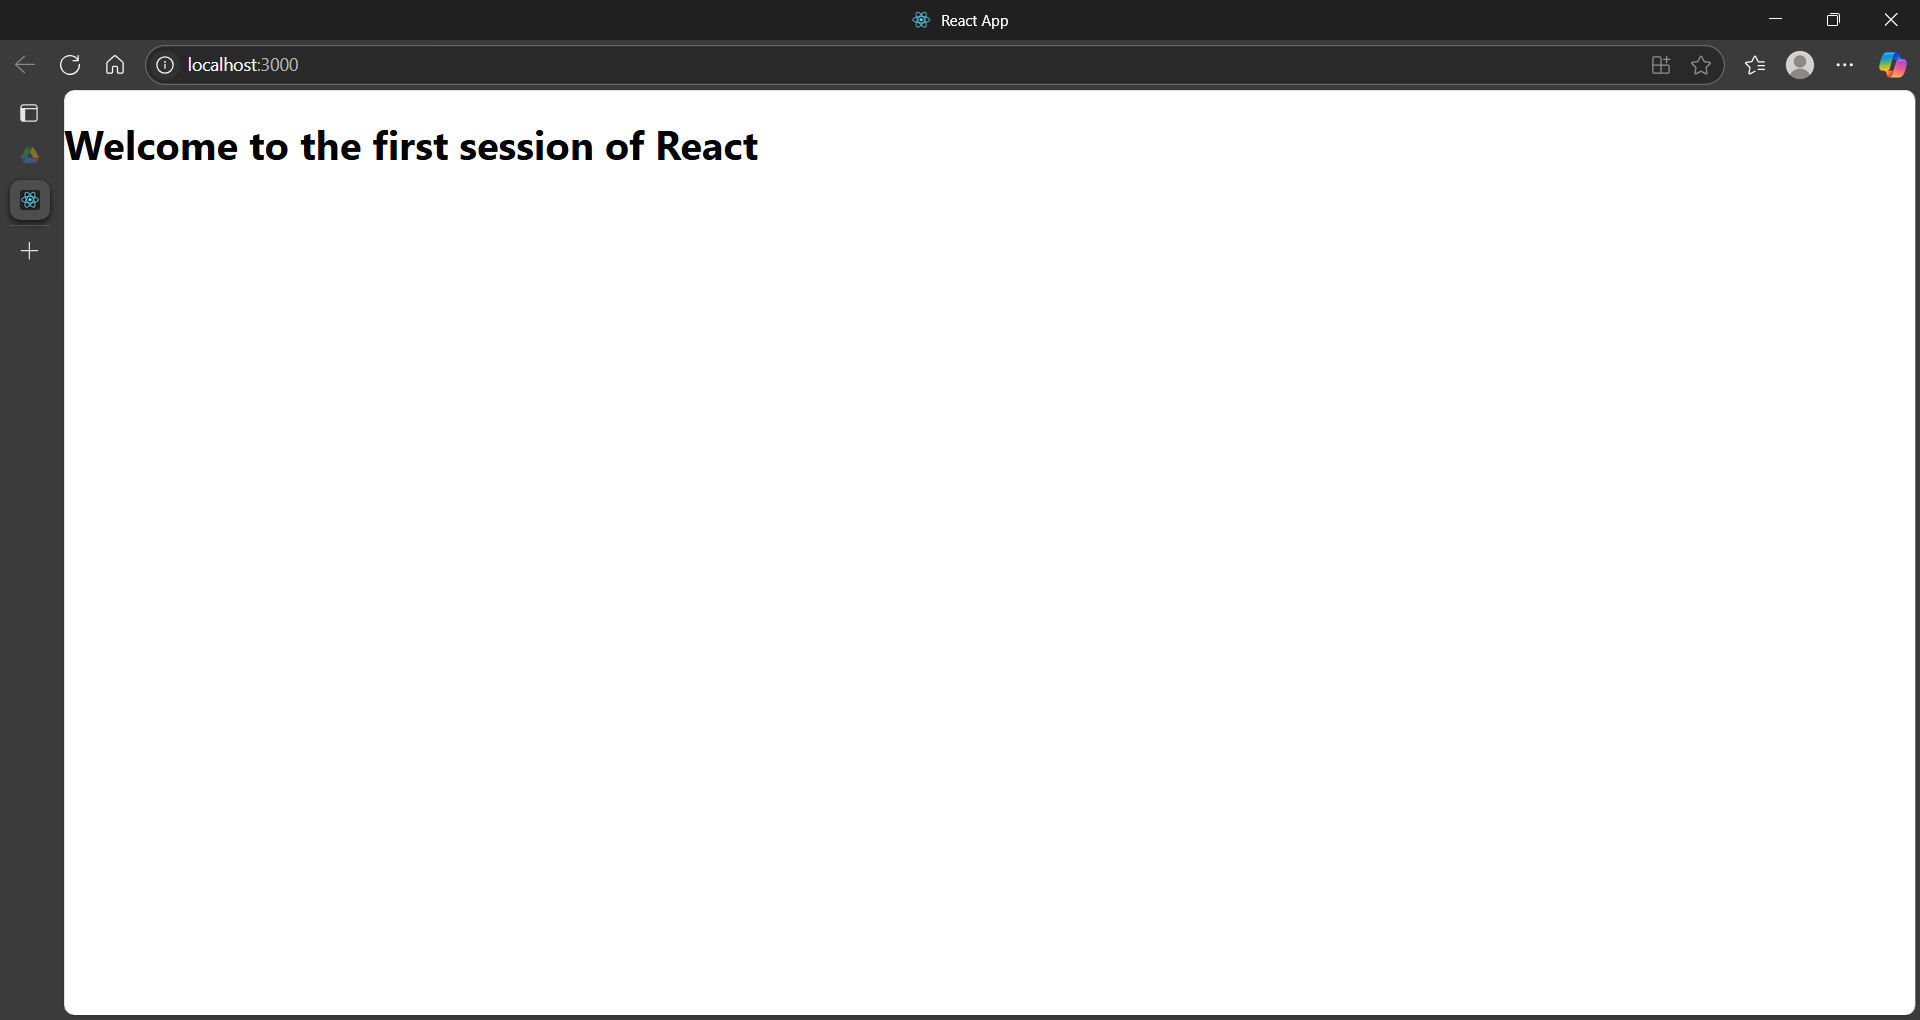 React App
localhost:3000
Welcome to the first session of React